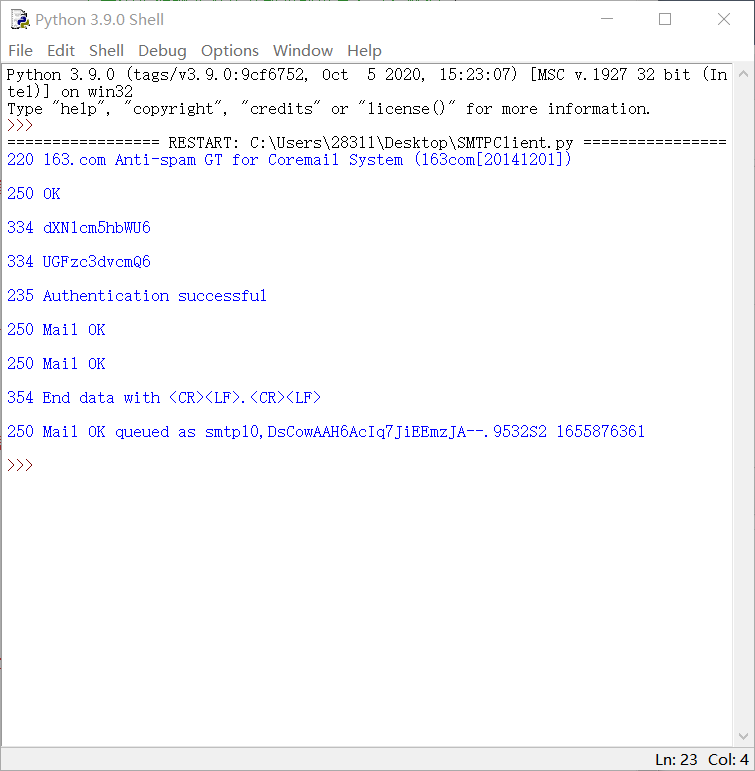 Python 3.9.0 Shell
File Edit Shell Debug Options Window Help
Python 3.9.0 (tags/v3.9.0:9cf6752, Oct  5 2020, 15:23:07) [MSC v.1927 32 bit (In
tel)] on win32
Type "help", "copyright", "credits" or "license()" for more information.
>>>
================= RESTART: C:\Users\28311\Desktop\SMTPClient.py ================
220 163.com Anti-spam GT for Coremail System (163com[20141201])
250 OK
334 dXNlcm5hbWU6
334 UGFzc3dvcmQ6
235 Authentication successful
250 Mail OK
250 Mail OK
354 End data with <CR><LF>.<CR><LF>
250 Mail OK queued as smtp10,DsCowAAH6AcIq7JiEEmzJA--.9532S2 1655876361
>>>
Ln: 23 Col: 4